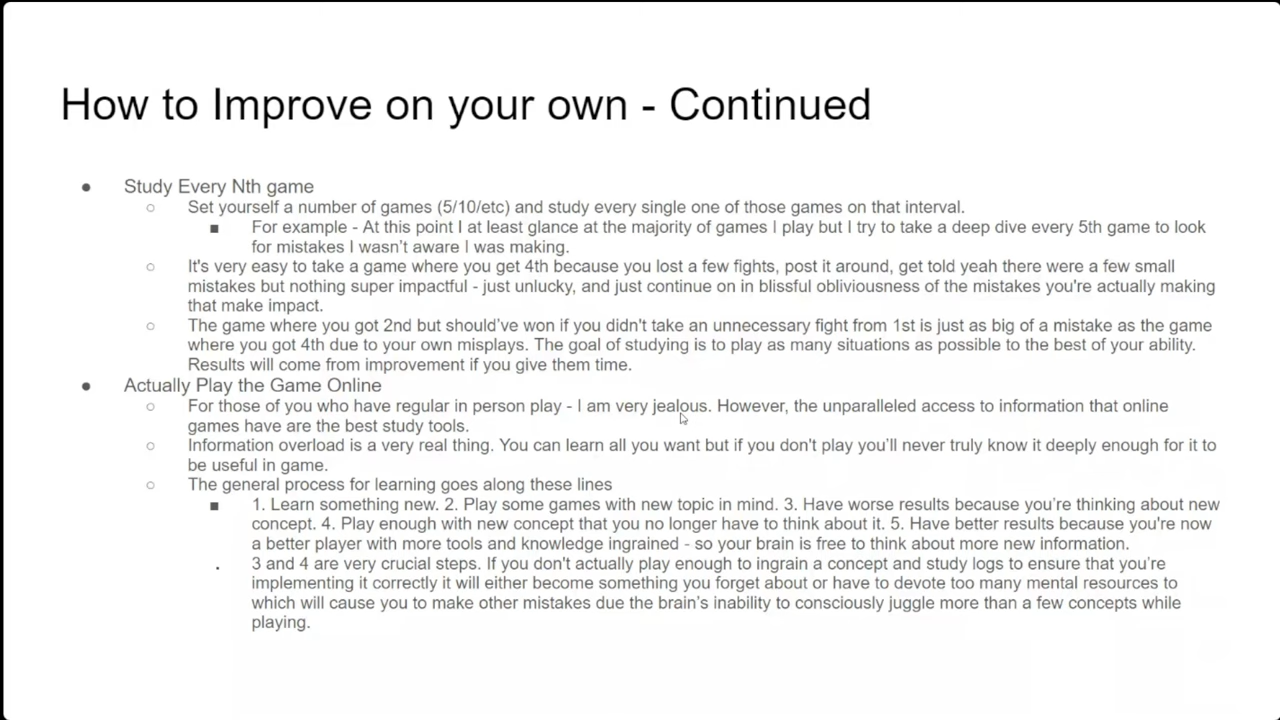 How to Improve on your own - Continued
● Study Every Nth game
○ Set yourself a number of games (5/10/etc) and study every single one of those games on that interval.
■ For example - At this point I at least glance at the majority of games I play but I try to take a deep dive every 5th game to look
for mistakes I wasn't aware I was making.
○ It's very easy to take a game where you get 4th because you lost a few fights, post it around, get told yeah there were a few small
mistakes but nothing super impactful - just unlucky, and just continue on in blissful obliviousness of the mistakes you're actually making
that make impact.
○ The game where you got 2nd but should've won if you didn't take an unnecessary fight from 1st is just as big of a mistake as the game
where you got 4th due to your own misplays. The goal of studying is to play as many situations as possible to the best of your ability.
Results will come from improvement if you give them time.
● Actually Play the Game Online
○ For those of you who have regular in person play - I am very jealous. However, the unparalleled access to information that online
games have are the best study tools.
○ Information overload is a very real thing. You can learn all you want but if you don't play you'll never truly know it deeply enough for it to
be useful in game.
○ The general process for learning goes along these lines
■ 1. Learn something new. 2. Play some games with new topic in mind. 3. Have worse results because you're thinking about new
concept. 4. Play enough with new concept that you no longer have to think about it. 5. Have better results because you're now
a better player with more tools and knowledge ingrained - so your brain is free to think about more new information.
. 3 and 4 are very crucial steps. If you don't actually play enough to ingrain a concept and study logs to ensure that you're
implementing it correctly it will either become something you forget about or have to devote too many mental resources to
which will cause you to make other mistakes due the brain's inability to consciously juggle more than a few concepts while
playing.